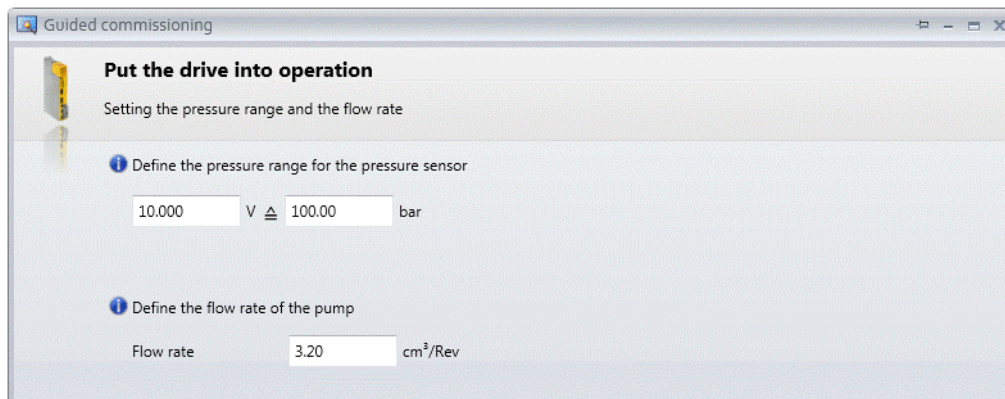 Guided commissioning
Put the drive into operation
Setting the pressure range and the flow rate
Define the pressure range for the pressure sensor
10.000 V ≙ 100.00 bar
Define the flow rate of the pump
Flow rate 3.20 cm³/Rev